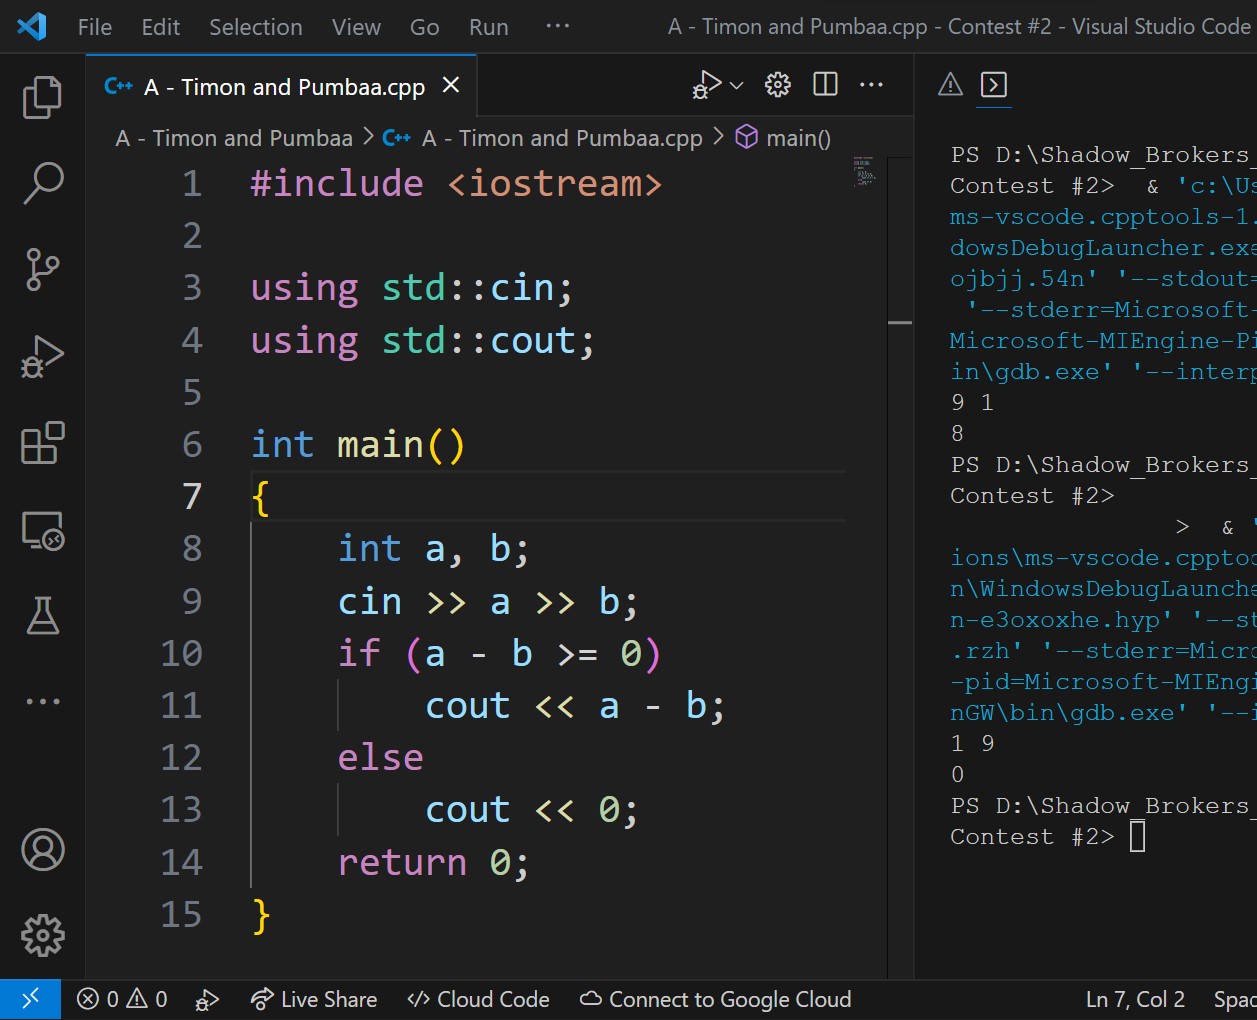 File Edit Selection View Go Run ··· A - Timon and Pumbaa.cpp - Contest #2 - Visual Studio Code
C++ A - Timon and Pumbaa.cpp
A - Timon and Pumbaa > C++ A - Timon and Pumbaa.cpp > main()
1 #include <iostream>
2
3 using std::cin;
4 using std::cout;
5
6 int main()
7 {
8 int a, b;
9 cin >> a >> b;
10 if (a - b >= 0)
11 cout << a - b;
12 else
13 cout << 0;
14 return 0;
15 }
PS D:\Shadow_Brokers_
Contest #2> & 'c:\Us
ms-vscode.cpptools-1.
dowsDebugLauncher.exe
ojbjj.54n' '--stdout=
'--stderr=Microsoft-
Microsoft-MIEngine-Pi
in\gdb.exe' '--interp
9 1
8
PS D:\Shadow_Brokers_
Contest #2>
> & '
ions\ms-vscode.cpptoo
n\WindowsDebugLaunche
n-e3oxoxhe.hyp' '--st
.rzh' '--stderr=Micro
-pid=Microsoft-MIEngi
nGW\bin\gdb.exe' '--i
1 9
0
PS D:\Shadow_Brokers_
Contest #2>
0 0 Live Share Cloud Code Connect to Google Cloud Ln 7, Col 2 Spac